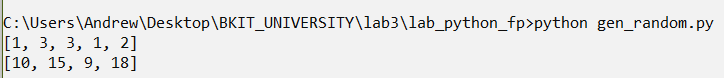 C:\Users\Andrew\Desktop\BKIT_UNIVERSITY\lab3\lab_python_fp>python gen_random.py
[1, 3, 3, 1, 2]
[10, 15, 9, 18]